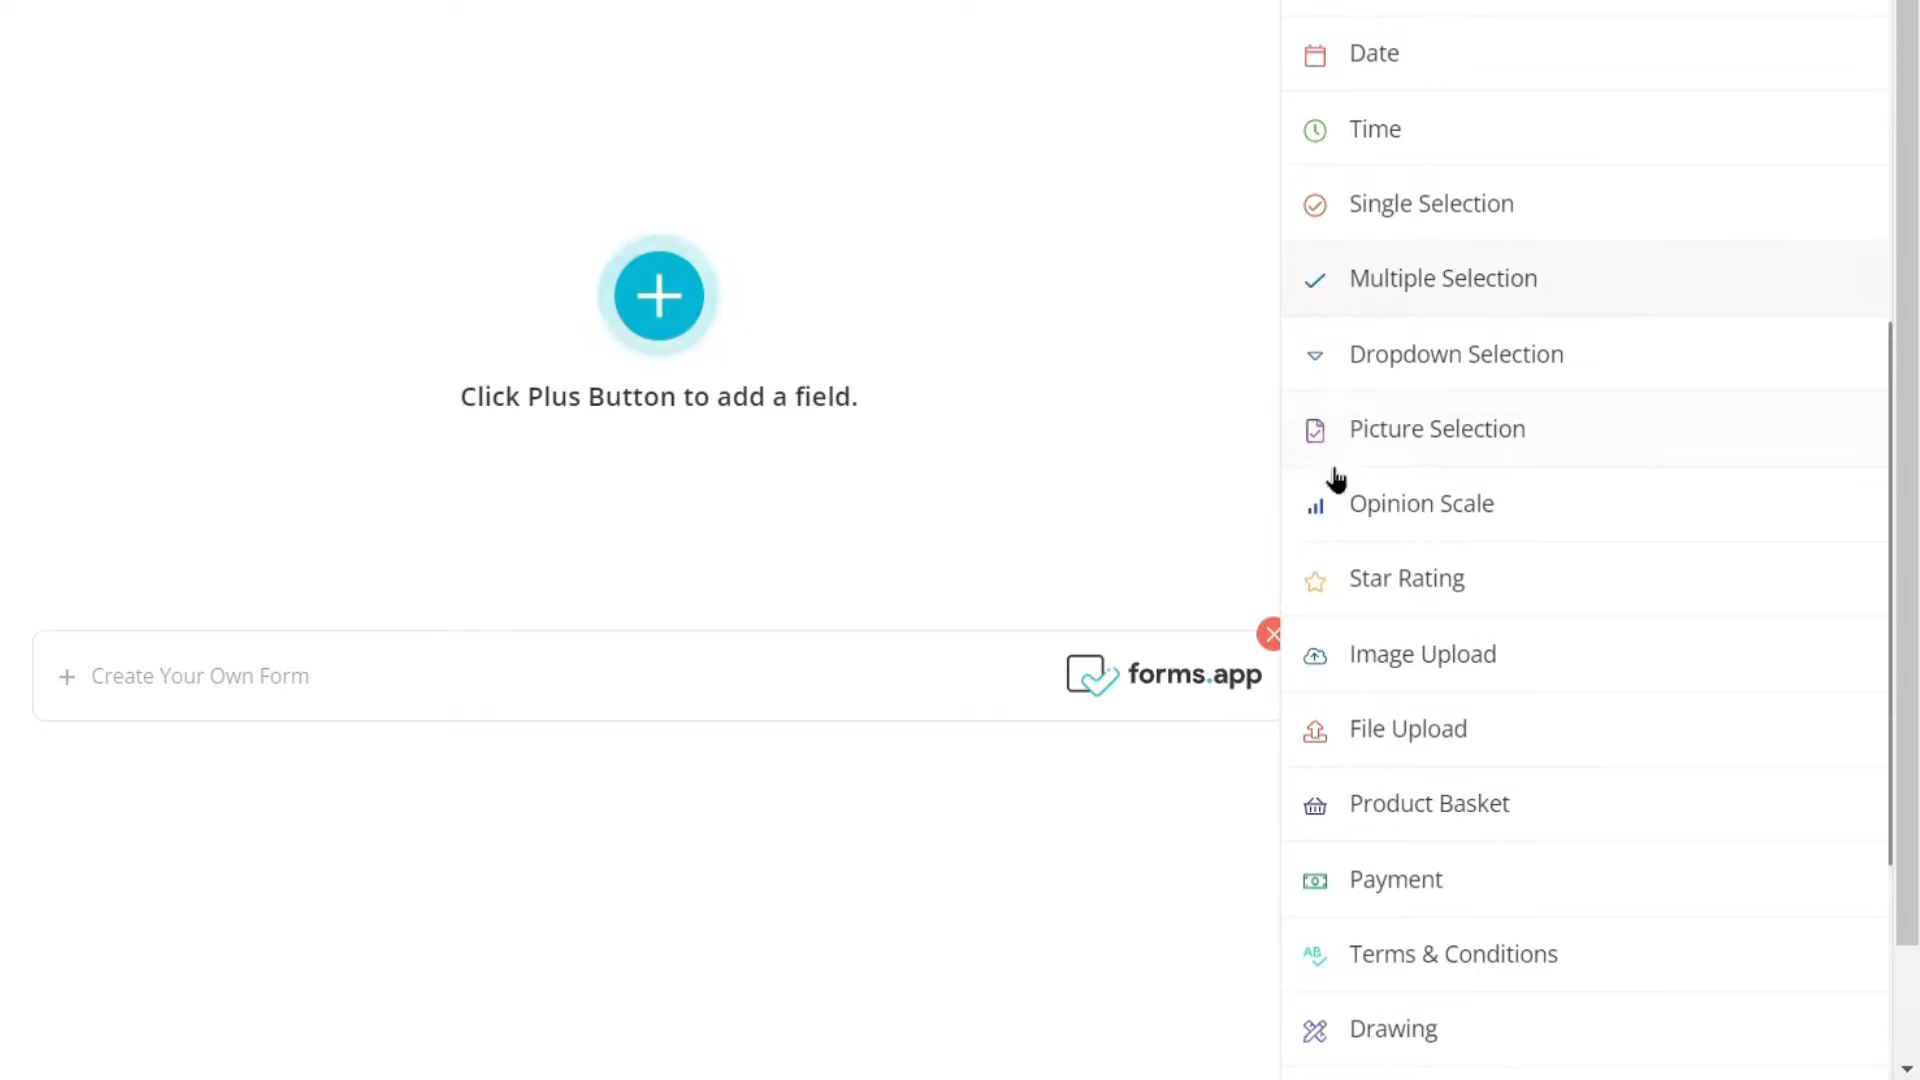 Click Plus Button to add a field.
+ Create Your Own Form
forms.app
Date
Time
Single Selection
Multiple Selection
Dropdown Selection
Picture Selection
Opinion Scale
Star Rating
Image Upload
File Upload
Product Basket
Payment
AB
Terms & Conditions
Drawing